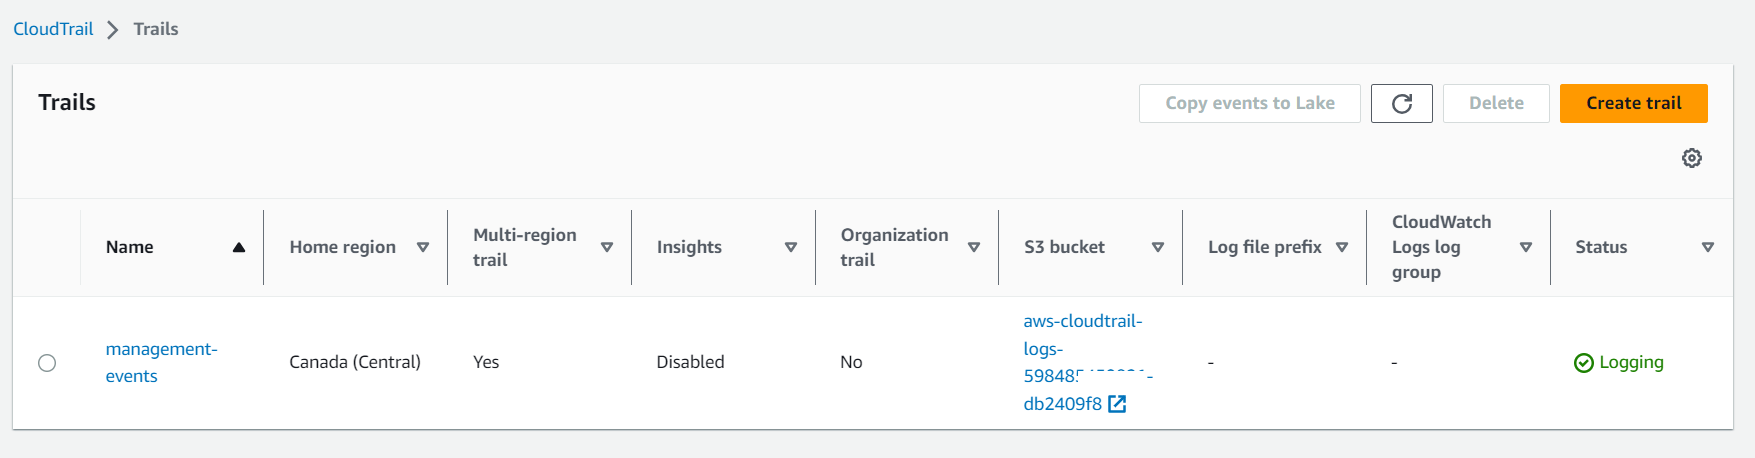 CloudTrail > Trails
Trails
Copy events to Lake
Delete
Create trail
Name
Home region
Multi-region
trail
Insights
Organization
trail
S3 bucket
Log file prefix
CloudWatch
Logs log
group
Status
management-
events
Canada (Central)
Yes
Disabled
No
aws-cloudtrail-
logs-
db2409f8
-
-
Logging